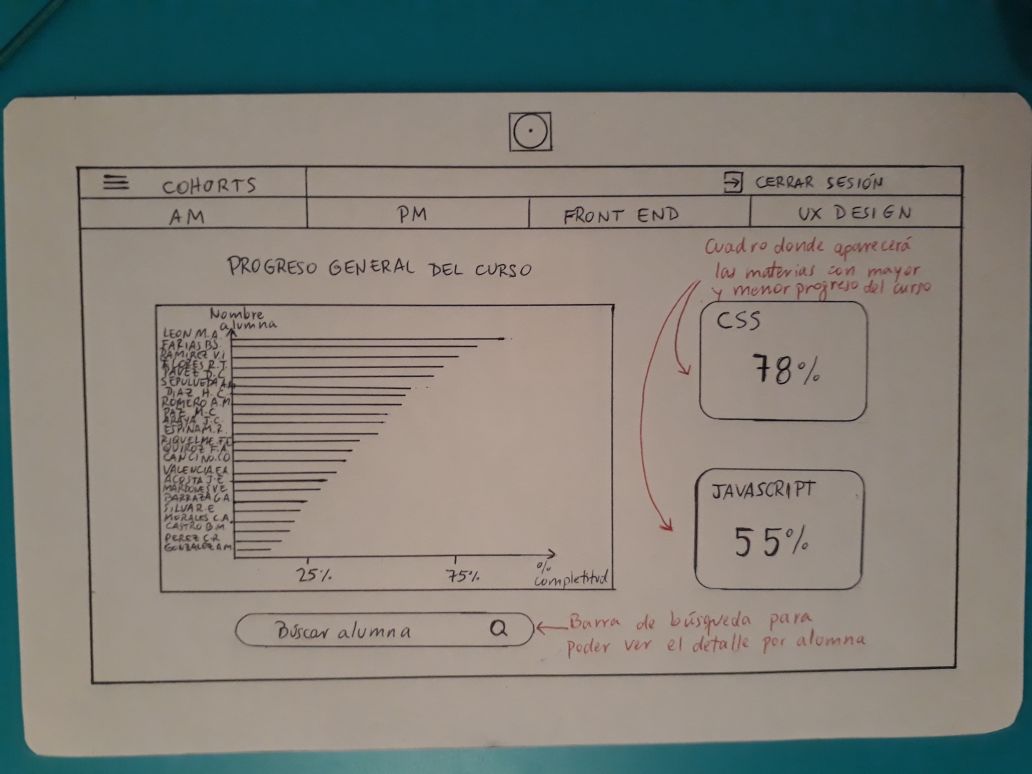 COHORTS
CERRAR SESIÓN
AM
PM
FRONT END
UX DESIGN
PROGRESO GENERAL DEL CURSO
Cuadro donde aparecerá
las materias con mayor
y menor progreso del curso
Nombre
alumna
LEON M.A
FARIAS B.S.
RAMIREZ V.I
FLORES R.T.
PAVEZ D.C
SEPULVEDA
DIAZ H.C.
ROMERO A.M
PAZ M.C
ARAYA J.C
ESPINA M.R.
RIQUELME
QUIROZ F.A
CANCINO.CO
VALENCIA.EA
ACOSTA J.E
BARRAZA G.A
SILVA R.E
MORALES C.A
CASTRO B.M
PEREZ C.R
GONZALEZ A.M
25%
75%
%
completitud
CSS
78%
JAVASCRIPT
55%
Búscar alumna
Barra de búsqueda para
poder ver el detalle por alumna